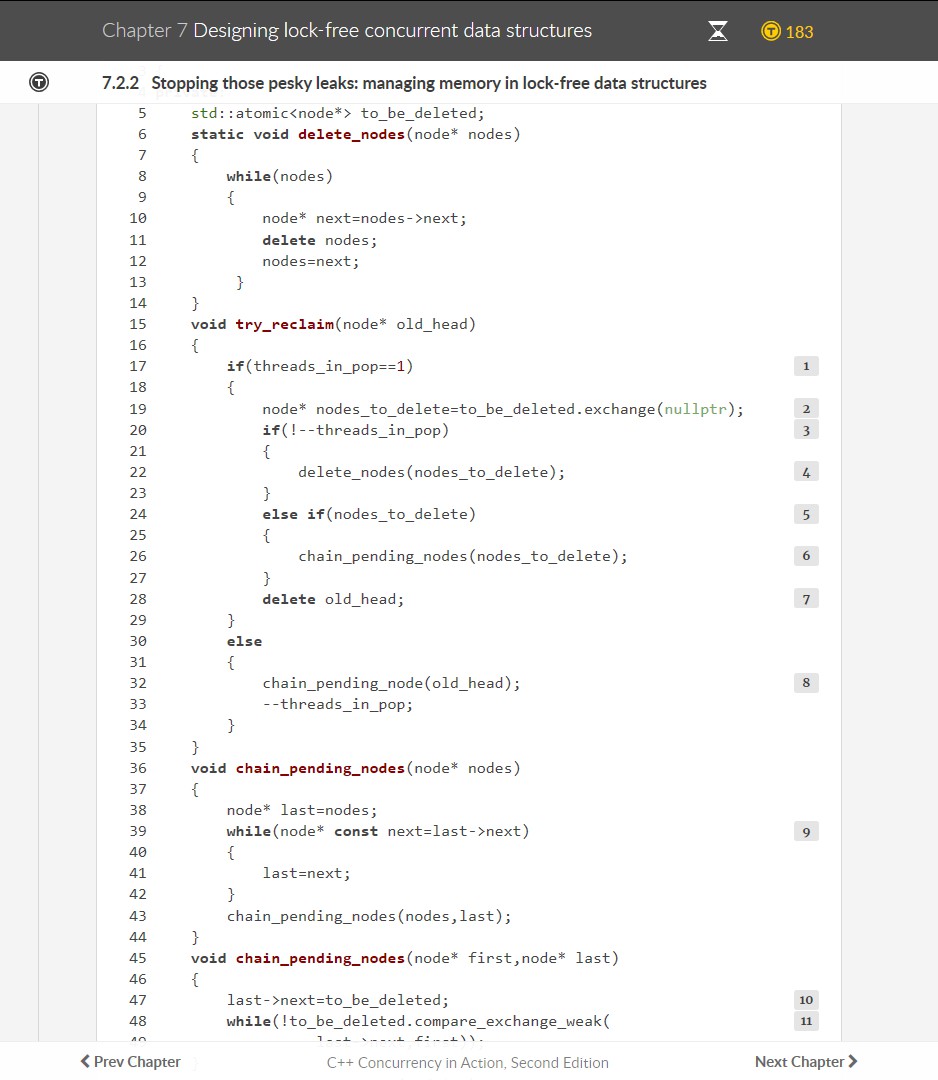 Chapter 7 Designing lock-free concurrent data structures
183
7.2.2 Stopping those pesky leaks: managing memory in lock-free data structures
5 std::atomic<node*> to_be_deleted;
6 static void delete_nodes(node* nodes)
7 {
8 while(nodes)
9 {
10 node* next=nodes->next;
11 delete nodes;
12 nodes=next;
13 }
14 }
15 void try_reclaim(node* old_head)
16 {
17 if(threads_in_pop==1) 1
18 {
19 node* nodes_to_delete=to_be_deleted.exchange(nullptr); 2
20 if(!--threads_in_pop) 3
21 {
22 delete_nodes(nodes_to_delete); 4
23 }
24 else if(nodes_to_delete) 5
25 {
26 chain_pending_nodes(nodes_to_delete); 6
27 }
28 delete old_head; 7
29 }
30 else
31 {
32 chain_pending_node(old_head); 8
33 --threads_in_pop;
34 }
35 }
36 void chain_pending_nodes(node* nodes)
37 {
38 node* last=nodes;
39 while(node* const next=last->next) 9
40 {
41 last=next;
42 }
43 chain_pending_nodes(nodes,last);
44 }
45 void chain_pending_nodes(node* first,node* last)
46 {
47 last->next=to_be_deleted; 10
48 while(!to_be_deleted.compare_exchange_weak( 11
Prev Chapter
C++ Concurrency in Action, Second Edition
Next Chapter